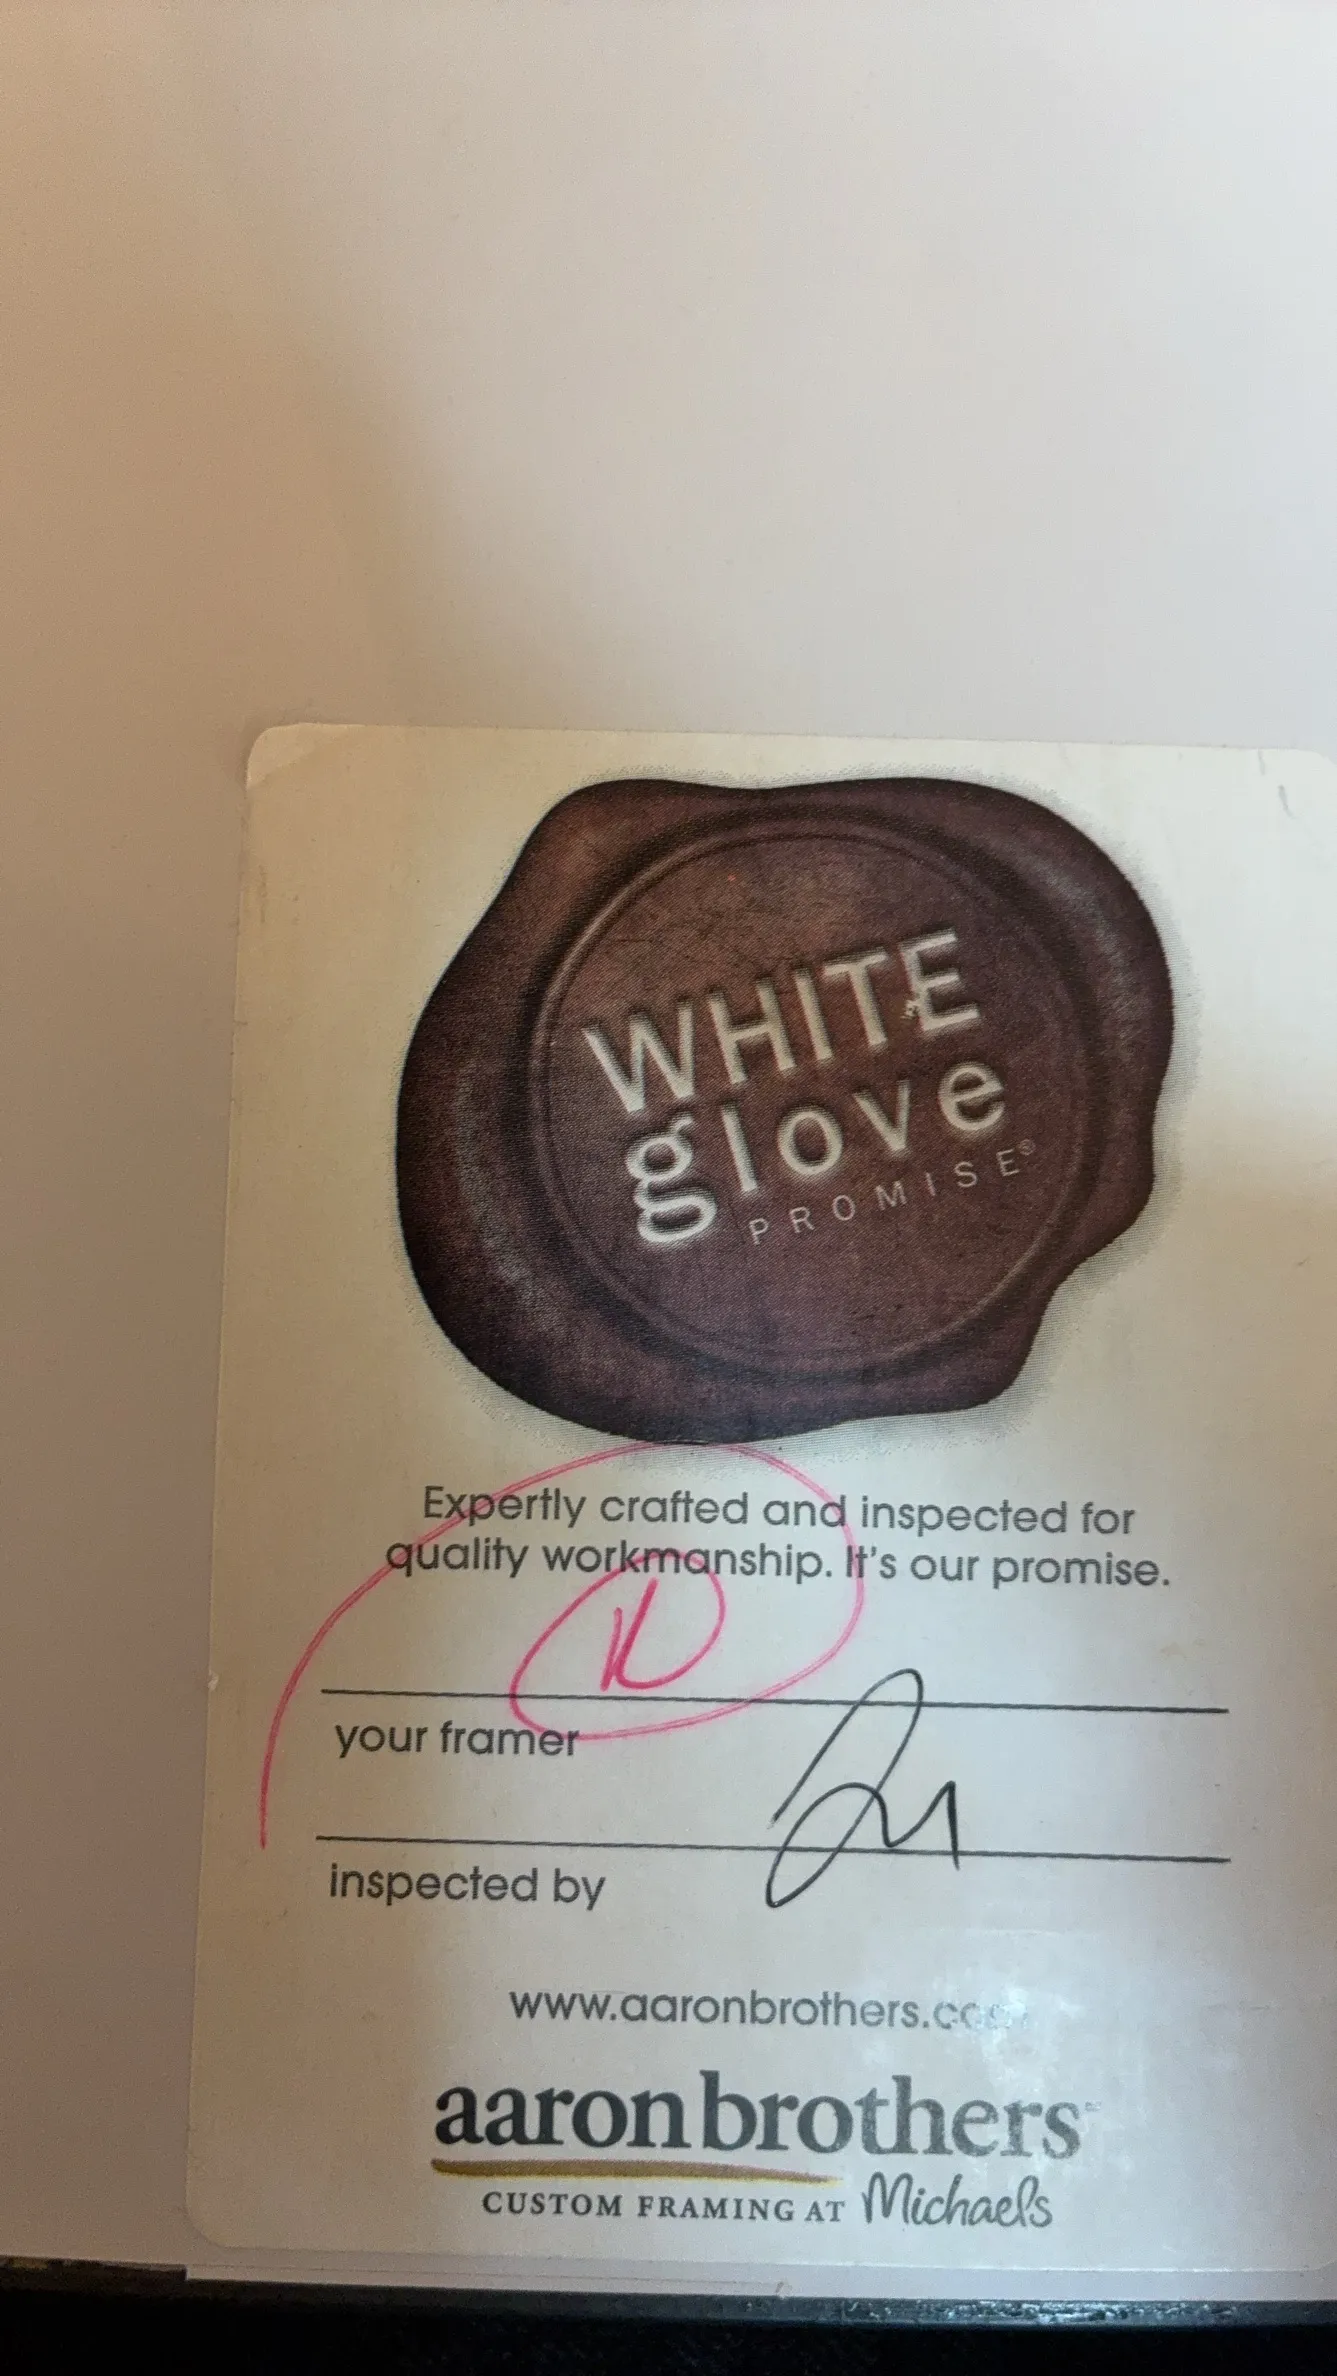 WHITE
glove
PROMISE®
Expertly crafted and inspected for
quality workmanship. It's our promise.
your framer
inspected by
www.aaronbrothers.com
aaronbrothers
CUSTOM FRAMING AT Michaels